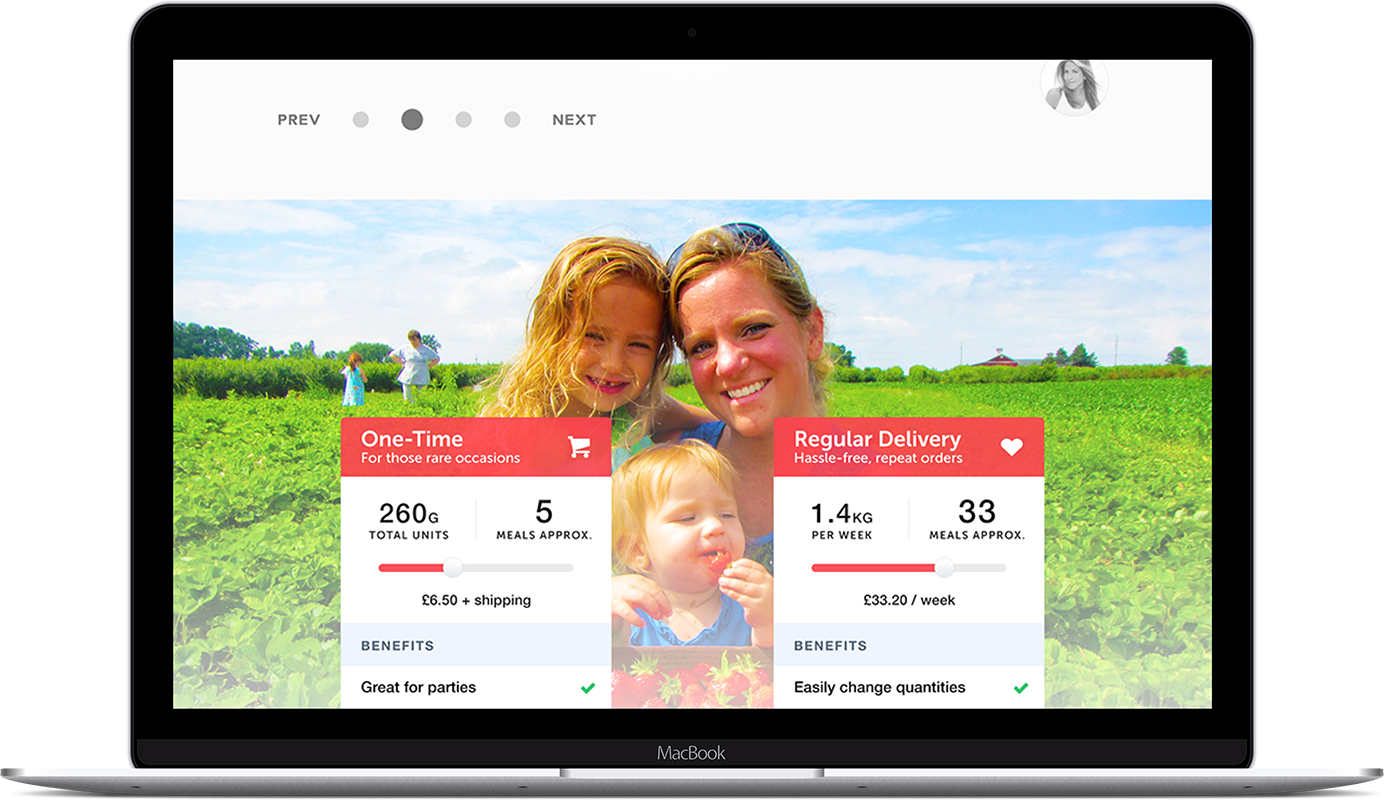 PREV NEXT
One-Time
For those rare occasions
260G
TOTAL UNITS
5
MEALS APPROX.
£6.50 + shipping
BENEFITS
Great for parties
Regular Delivery
Hassle-free, repeat orders
1.4KG
PER WEEK
33
MEALS APPROX.
£33.20 / week
BENEFITS
Easily change quantities
MacBook